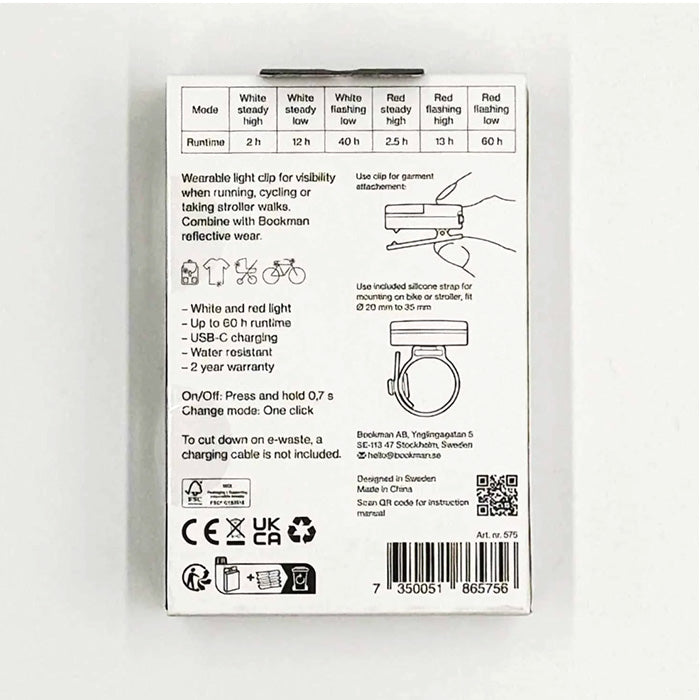 Mode White steady high White steady low White flashing low Red steady high Red flashing high Red flashing low
Runtime 2 h 12 h 40 h 2.5 h 13 h 60 h
Wearable light clip for visibility
when running, cycling or
taking stroller walks.
Combine with Bookman
reflective wear.
– White and red light
– Up to 60 h runtime
– USB-C charging
– Water resistant
– 2 year warranty
On/Off: Press and hold 0,7 s
Change mode: One click
To cut down on e-waste, a
charging cable is not included.
Use clip for garment
attachement:
Use included silicone strap for
mounting on bike or stroller, fit
Ø 20 mm to 35 mm
Bookman AB, Ynglingagatan 5
SE-113 47 Stockholm, Sweden
hello@bookman.se
Designed in Sweden
Made in China
Scan QR code for instruction
manual
FSC
MIX
CE UK CA
Art. nr. 575
7 350051 865756